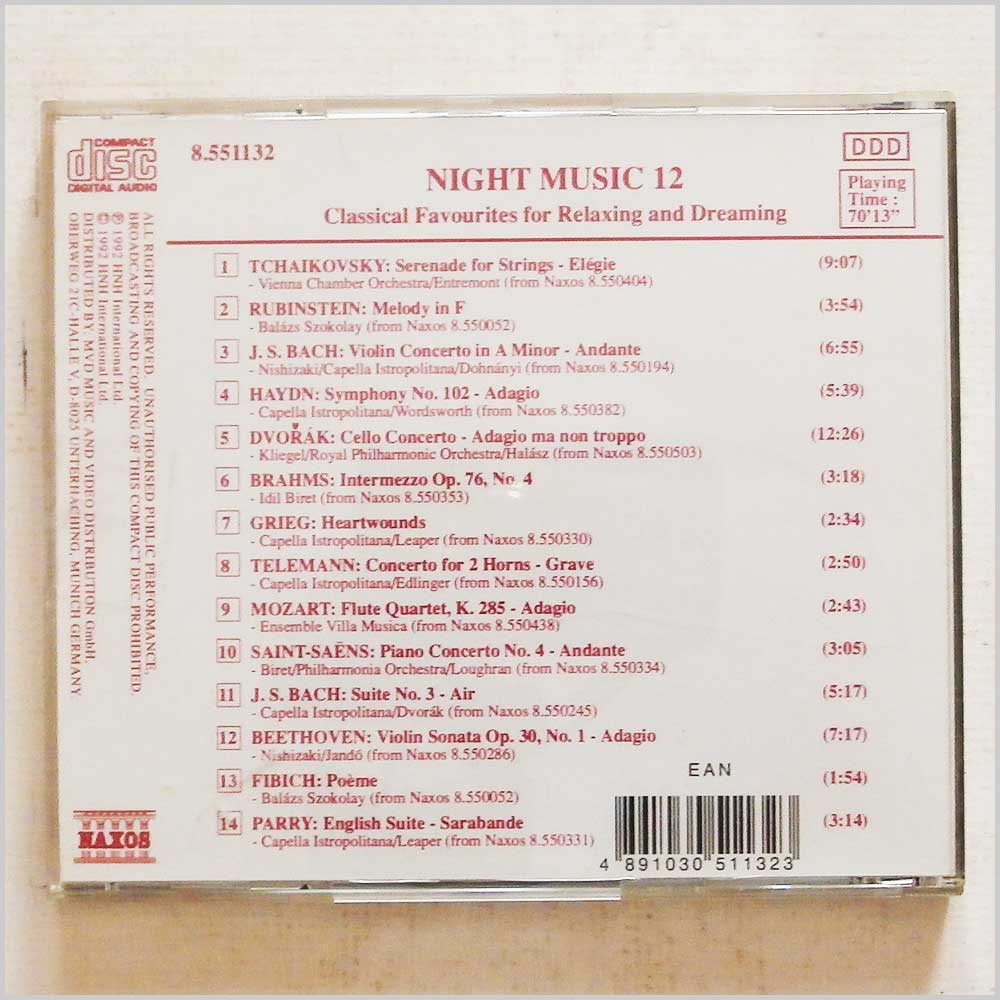 COMPACT
disc
DIGITAL AUDIO
8.551132
NIGHT MUSIC 12
Classical Favourites for Relaxing and Dreaming
DDD
Playing
Time :
70'13"
1 TCHAIKOVSKY: Serenade for Strings - Elégie (9:07)
- Vienna Chamber Orchestra/Entremont (from Naxos 8.550404)
2 RUBINSTEIN: Melody in F (3:54)
- Balázs Szokolay (from Naxos 8.550052)
3 J. S. BACH: Violin Concerto in A Minor - Andante (6:55)
- Nishizaki/Capella Istropolitana/Dohnányi (from Naxos 8.550194)
4 HAYDN: Symphony No. 102 - Adagio (5:39)
- Capella Istropolitana/Wordsworth (from Naxos 8.550382)
5 DVOŘÁK: Cello Concerto - Adagio ma non troppo (12:26)
- Kliegel/Royal Philharmonic Orchestra/Halász (from Naxos 8.550503)
6 BRAHMS: Intermezzo Op. 76, No. 4 (3:18)
- Idil Biret (from Naxos 8.550353)
7 GRIEG: Heartwounds (2:34)
- Capella Istropolitana/Leaper (from Naxos 8.550330)
8 TELEMANN: Concerto for 2 Horns - Grave (2:50)
- Capella Istropolitana/Edlinger (from Naxos 8.550156)
9 MOZART: Flute Quartet, K. 285 - Adagio (2:43)
- Ensemble Villa Musica (from Naxos 8.550438)
10 SAINT-SAËNS: Piano Concerto No. 4 - Andante (3:05)
- Biret/Philharmonia Orchestra/Loughran (from Naxos 8.550334)
11 J. S. BACH: Suite No. 3 - Air (5:17)
- Capella Istropolitana/Dvorák (from Naxos 8.550245)
12 BEETHOVEN: Violin Sonata Op. 30, No. 1 - Adagio (7:17)
- Nishizaki/Jandó (from Naxos 8.550286)
13 FIBICH: Poème (1:54)
- Balázs Szokolay (from Naxos 8.550052)
14 PARRY: English Suite - Sarabande (3:14)
- Capella Istropolitana/Leaper (from Naxos 8.550331)
EAN
4 891030 511323
ALL RIGHTS RESERVED. UNAUTHORISED PUBLIC PERFORMANCE,
BROADCASTING AND COPYING OF THIS COMPACT DISC PROHIBITED.
℗ 1992 HNH International Ltd.
© 1992 HNH International Ltd.
DISTRIBUTED BY: MVD MUSIC AND VIDEO DISTRIBUTION GmbH,
OBERWEG 21C-HALLE V, D-8025 UNTERHACHING, MUNICH GERMANY
NAXOS